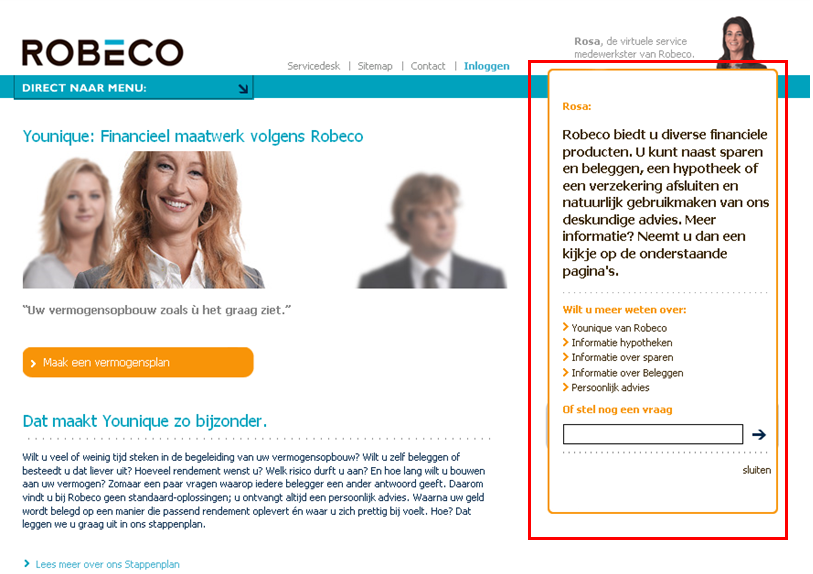 ROBECO
Rosa, de virtuele service
medewerkster van Robeco.
Servicedesk | Sitemap | Contact | Inloggen
DIRECT NAAR MENU:
Younique: Financieel maatwerk volgens Robeco
“Uw vermogensopbouw zoals ù het graag ziet.”
Maak een vermogensplan
Dat maakt Younique zo bijzonder.
Wilt u veel of weinig tijd steken in de begeleiding van uw vermogensopbouw? Wilt u zelf beleggen of
besteedt u dat liever uit? Hoeveel rendement wenst u? Welk risico durft u aan? En hoe lang wilt u bouwen
aan uw vermogen? Zomaar een paar vragen waarop iedere belegger een ander antwoord geeft. Daarom
vindt u bij Robeco geen standaard-oplossingen; u ontvangt altijd een persoonlijk advies. Waarna uw geld
wordt belegd op een manier die passend rendement oplevert én waar u zich prettig bij voelt. Hoe? Dat
leggen we u graag uit in ons stappenplan.
Lees meer over ons Stappenplan
Rosa:
Robeco biedt u diverse financiele
producten. U kunt naast sparen
en beleggen, een hypotheek of
een verzekering afsluiten en
natuurlijk gebruikmaken van ons
deskundige advies. Meer
informatie? Neemt u dan een
kijkje op de onderstaande
pagina's.
Wilt u meer weten over:
Younique van Robeco
Informatie hypotheken
Informatie over sparen
Informatie over Beleggen
Persoonlijk advies
Of stel nog een vraag
sluiten